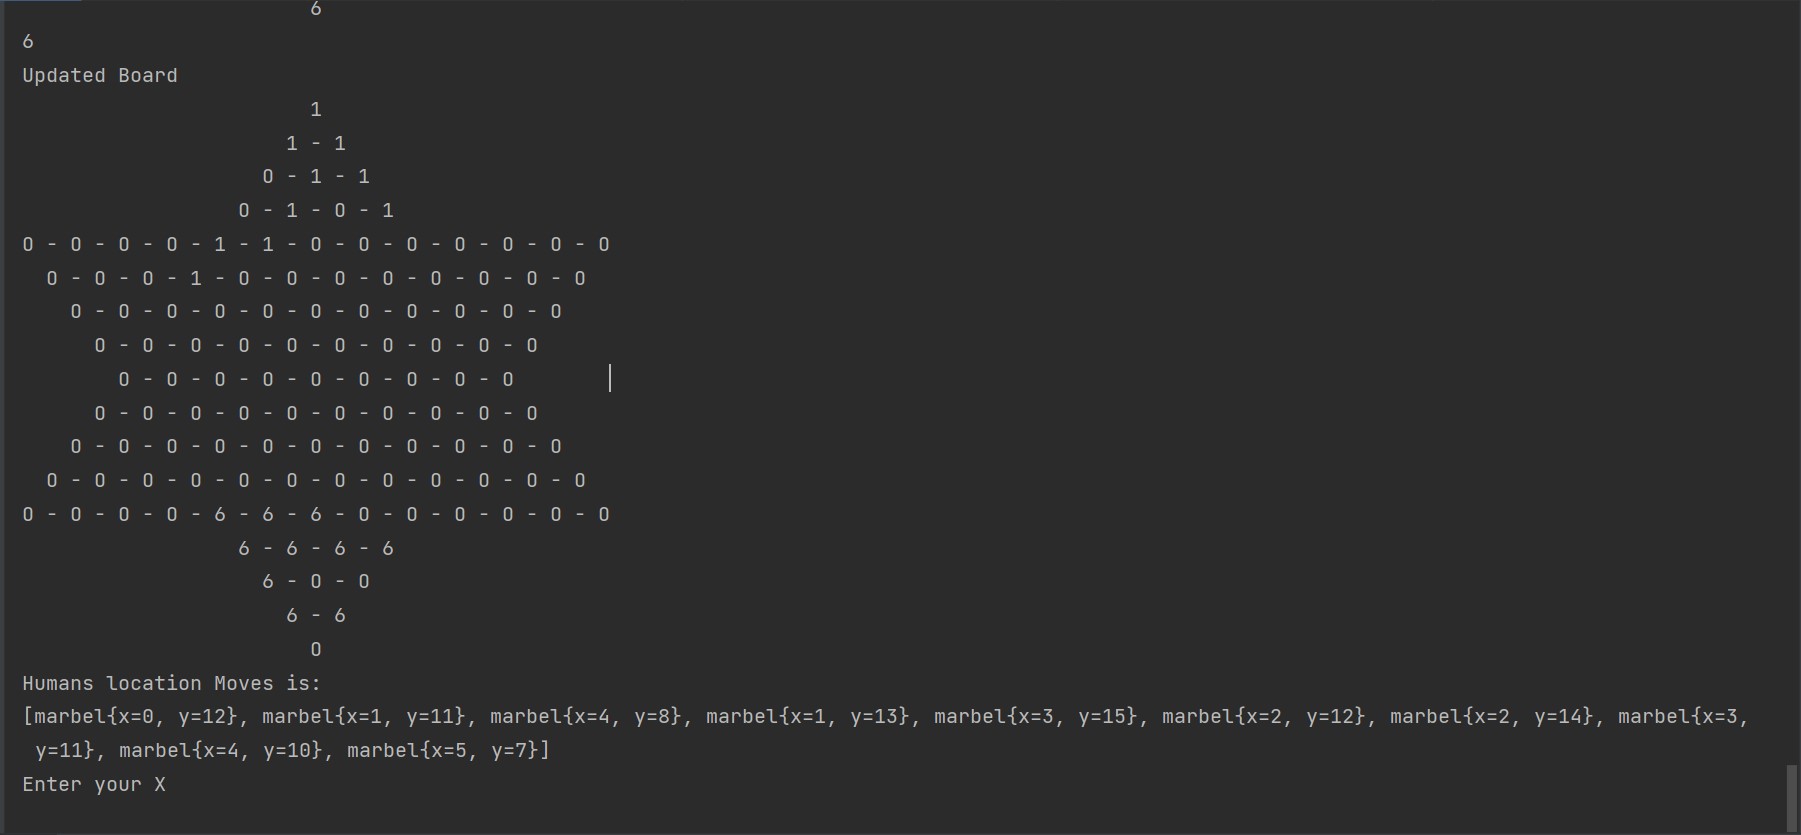 6
6
Updated Board
                        1
                      1 - 1
                    0 - 1 - 1
                  0 - 1 - 0 - 1
0 - 0 - 0 - 0 - 1 - 1 - 0 - 0 - 0 - 0 - 0 - 0 - 0
  0 - 0 - 0 - 1 - 0 - 0 - 0 - 0 - 0 - 0 - 0 - 0
    0 - 0 - 0 - 0 - 0 - 0 - 0 - 0 - 0 - 0 - 0
      0 - 0 - 0 - 0 - 0 - 0 - 0 - 0 - 0 - 0
        0 - 0 - 0 - 0 - 0 - 0 - 0 - 0 - 0
      0 - 0 - 0 - 0 - 0 - 0 - 0 - 0 - 0 - 0
    0 - 0 - 0 - 0 - 0 - 0 - 0 - 0 - 0 - 0 - 0
  0 - 0 - 0 - 0 - 0 - 0 - 0 - 0 - 0 - 0 - 0 - 0
0 - 0 - 0 - 0 - 6 - 6 - 6 - 0 - 0 - 0 - 0 - 0 - 0
                  6 - 6 - 6 - 6
                    6 - 0 - 0
                      6 - 6
                        0
Humans location Moves is:
[marbel{x=0, y=12}, marbel{x=1, y=11}, marbel{x=4, y=8}, marbel{x=1, y=13}, marbel{x=3, y=15}, marbel{x=2, y=12}, marbel{x=2, y=14}, marbel{x=3,
 y=11}, marbel{x=4, y=10}, marbel{x=5, y=7}]
Enter your X